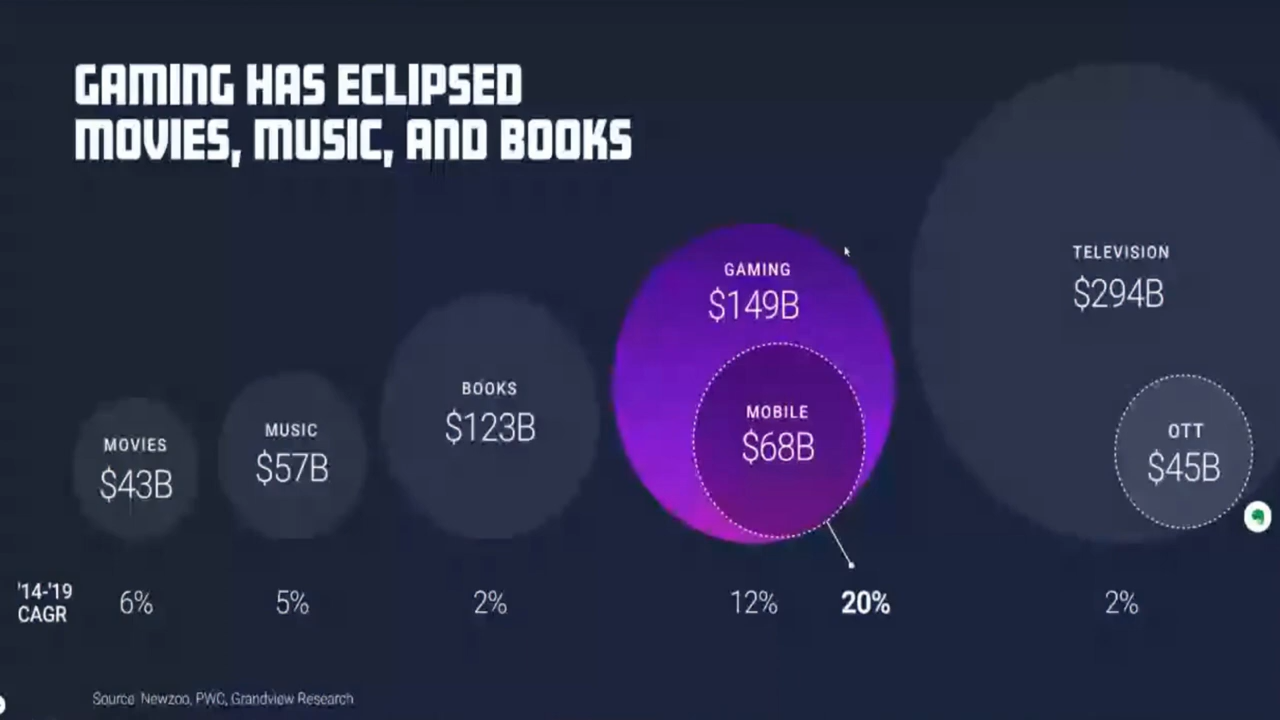 GAMING HAS ECLIPSED
MOVIES, MUSIC, AND BOOKS
MOVIES
$43B
MUSIC
$57B
BOOKS
$123B
GAMING
$149B
MOBILE
$68B
TELEVISION
$294B
OTT
$45B
'14-'19
CAGR
6%
5%
2%
12%
20%
2%
Source: Newzoo, PWC, Grandview Research